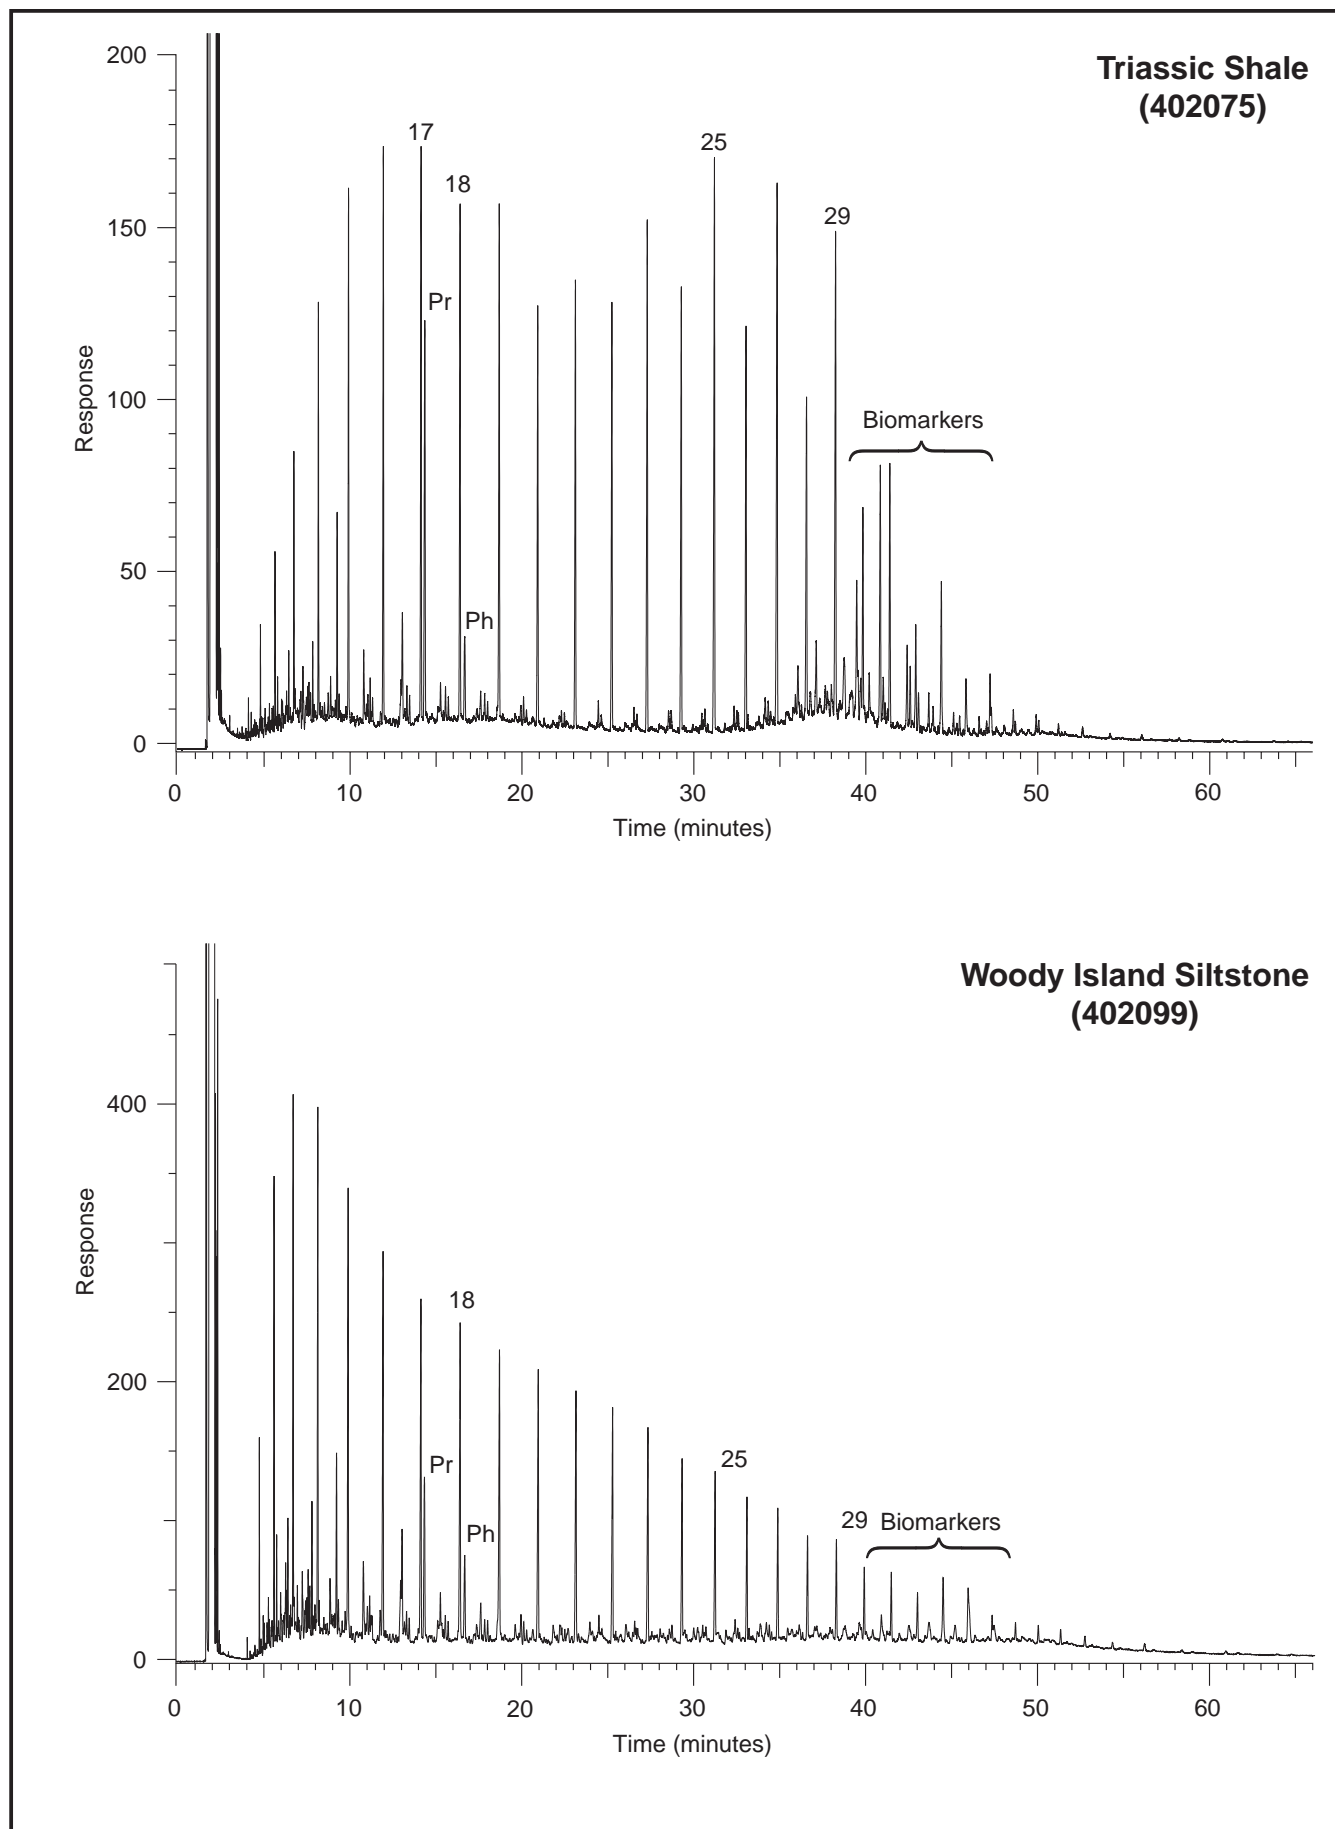 Triassic Shale
(402075)
200
150
100
50
0
Response
17
18
Pr
Ph
25
29
Biomarkers
0 10 20 30 40 50 60
Time (minutes)
Woody Island Siltstone
(402099)
400
200
0
Response
18
Pr
Ph
25
29 Biomarkers
0 10 20 30 40 50 60
Time (minutes)